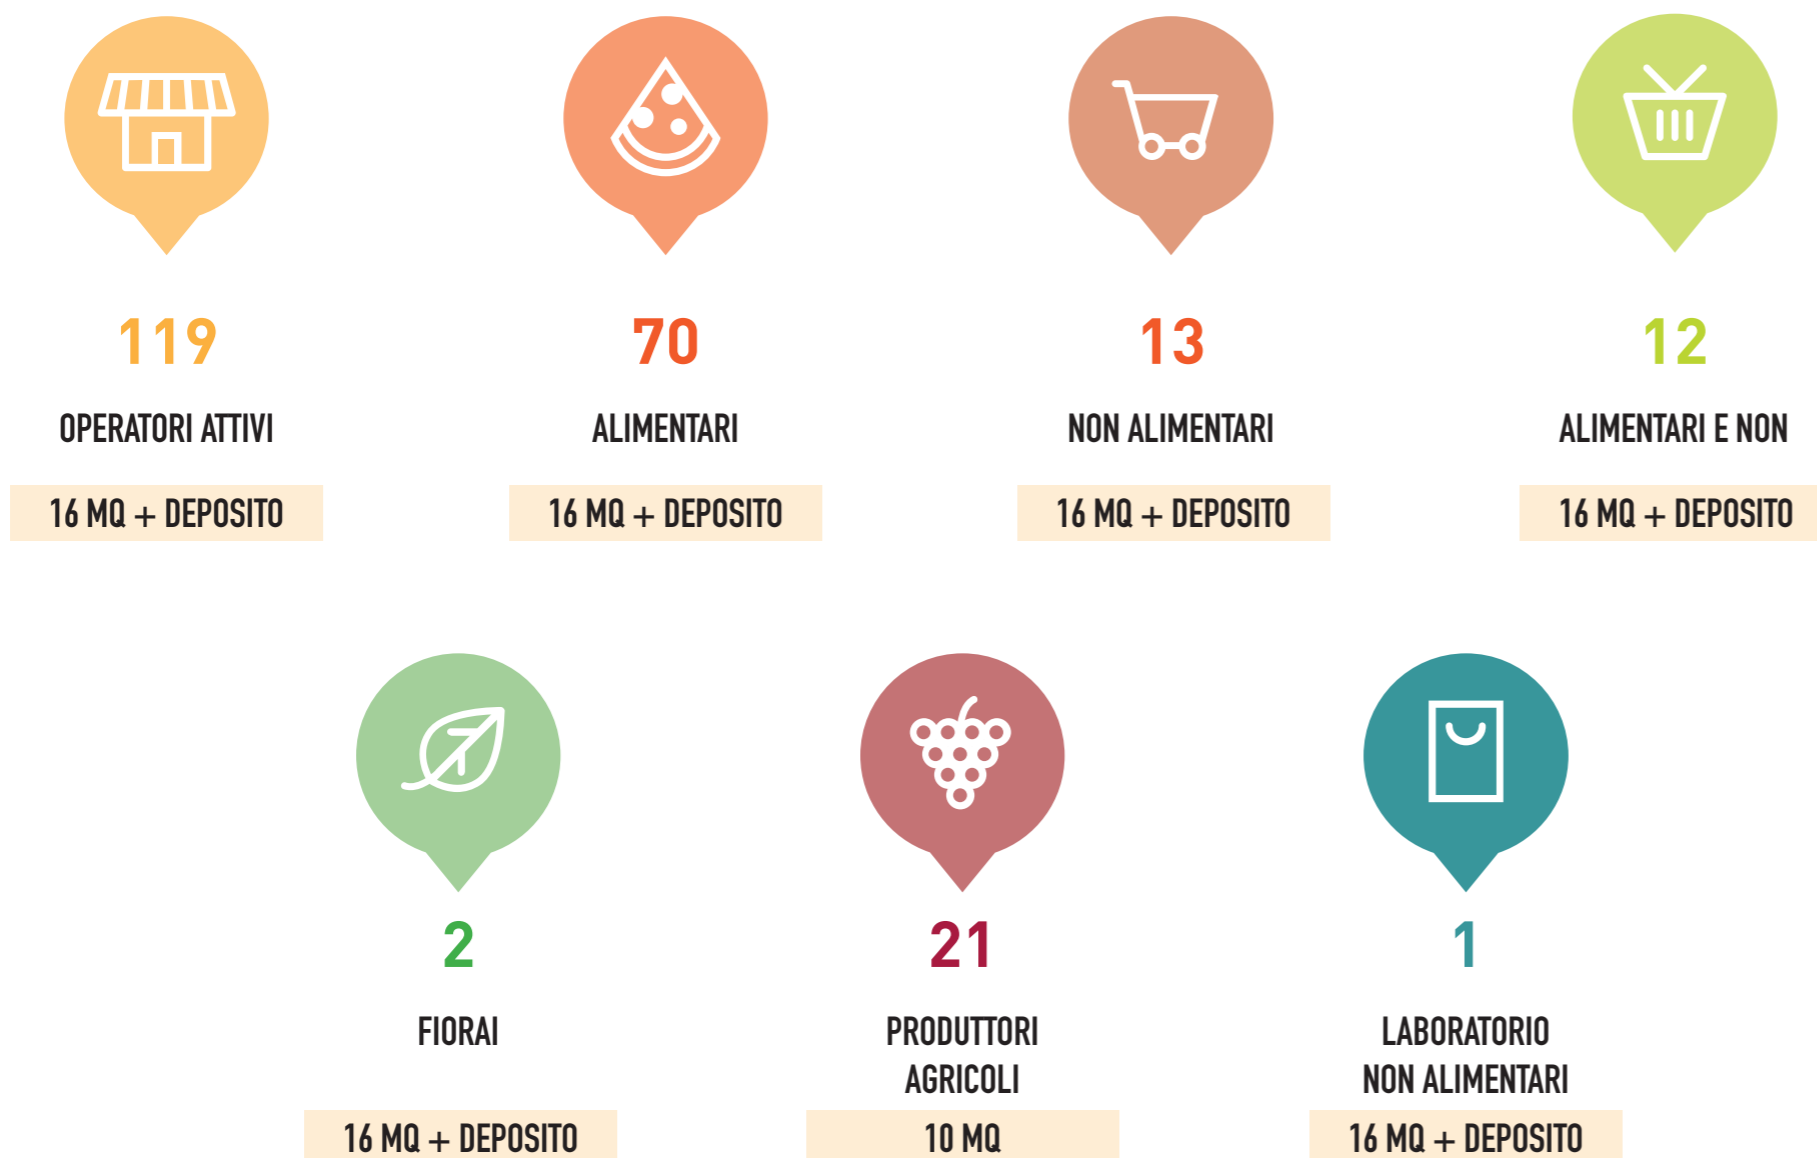 119
70
13
12
OPERATORI ATTIVI
ALIMENTARI
NON ALIMENTARI
ALIMENTARI E NON
16 MQ + DEPOSITO
16 MQ + DEPOSITO
16 MQ + DEPOSITO
16 MQ + DEPOSITO
2
21
1
FIORAI
PRODUTTORI
AGRICOLI
LABORATORIO
NON ALIMENTARI
16 MQ + DEPOSITO
10 MQ
16 MQ + DEPOSITO